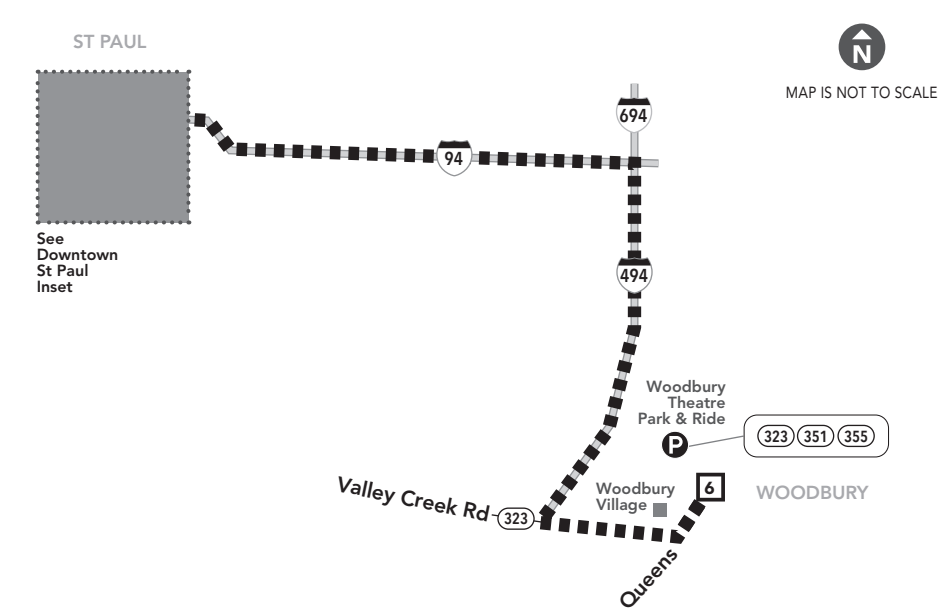 ST PAUL
N
MAP IS NOT TO SCALE
694
94
See
Downtown
St Paul
Inset
494
Woodbury
Theatre
Park & Ride
P
323 351 355
6
WOODBURY
Woodbury
Village
Valley Creek Rd
323
Queens